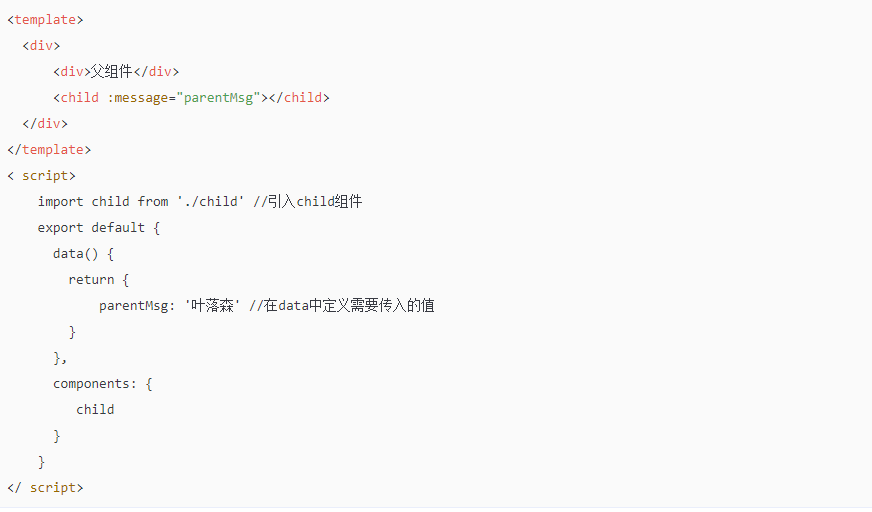 <template>
  <div>
      <div>父组件</div>
      <child :message="parentMsg"></child>
  </div>
</template>
< script>
    import child from './child' //引入child组件
    export default {
      data() {
        return {
            parentMsg: '叶落森' //在data中定义需要传入的值
        }
      },
      components: {
         child
      }
    }
</ script>